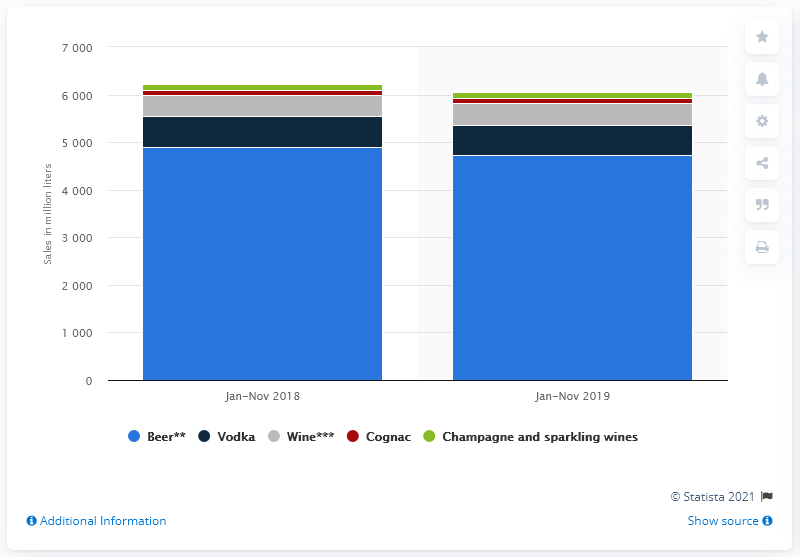 7 000
6 000
5 000
4 000
3 000
2 000
1 000
0
Sales in million liters
Jan-Nov 2018
Jan-Nov 2019
Beer** Vodka Wine*** Cognac Champagne and sparkling wines
© Statista 2021
Additional Information
Show source